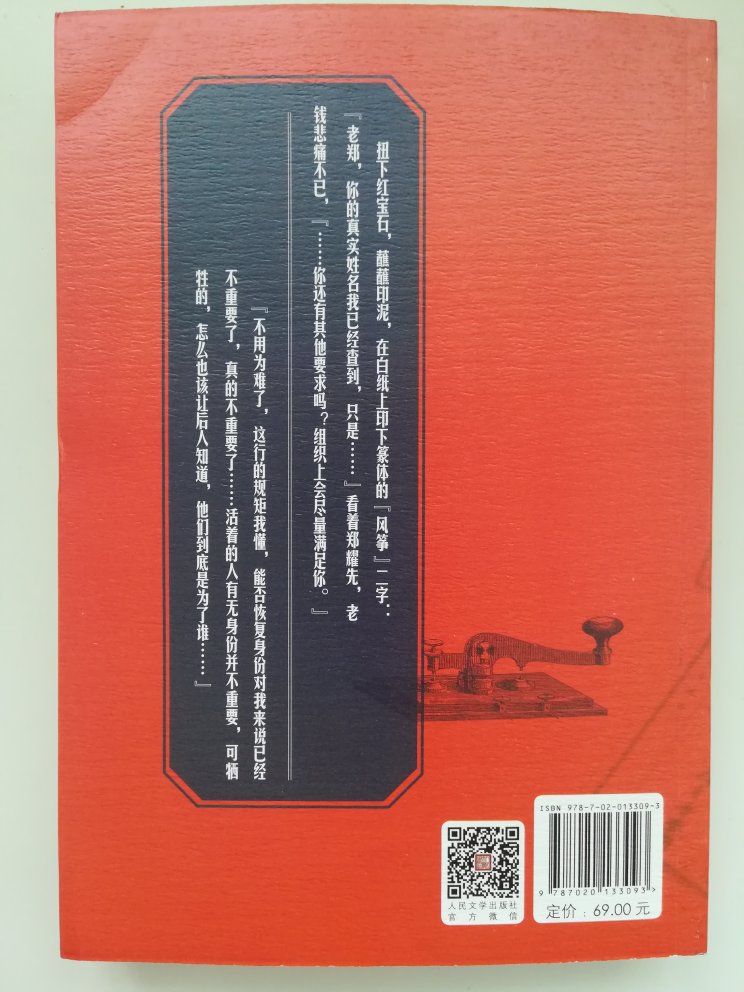 扭下红宝石，蘸蘸印泥，在白纸上印下篆体的『风筝』二字：
『老郑，你的真实姓名我已经查到，只是……』看着郑耀先，老
钱悲痛不已，『……你还有其他要求吗？组织上会尽量满足你。』
『不用为难了，这行的规矩我懂，能否恢复身份对我来说已经
不重要了，真的不重要了……活着的人有无身份并不重要，可牺
牲的，怎么也该让后人知道，他们到底是为了谁……』
人民文学出版社
官方微信
ISBN 978-7-02-013309-3
9 787020 133093>
定价：69.00元